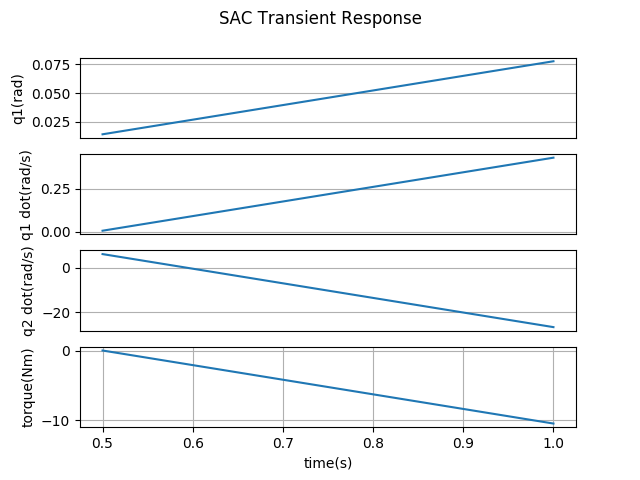 SAC Transient Response
q1(rad)
0.075
0.050
0.025
q1 dot(rad/s)
0.25
0.00
q2 dot(rad/s)
0
−20
torque(Nm)
0
−10
0.5 0.6 0.7 0.8 0.9 1.0
time(s)